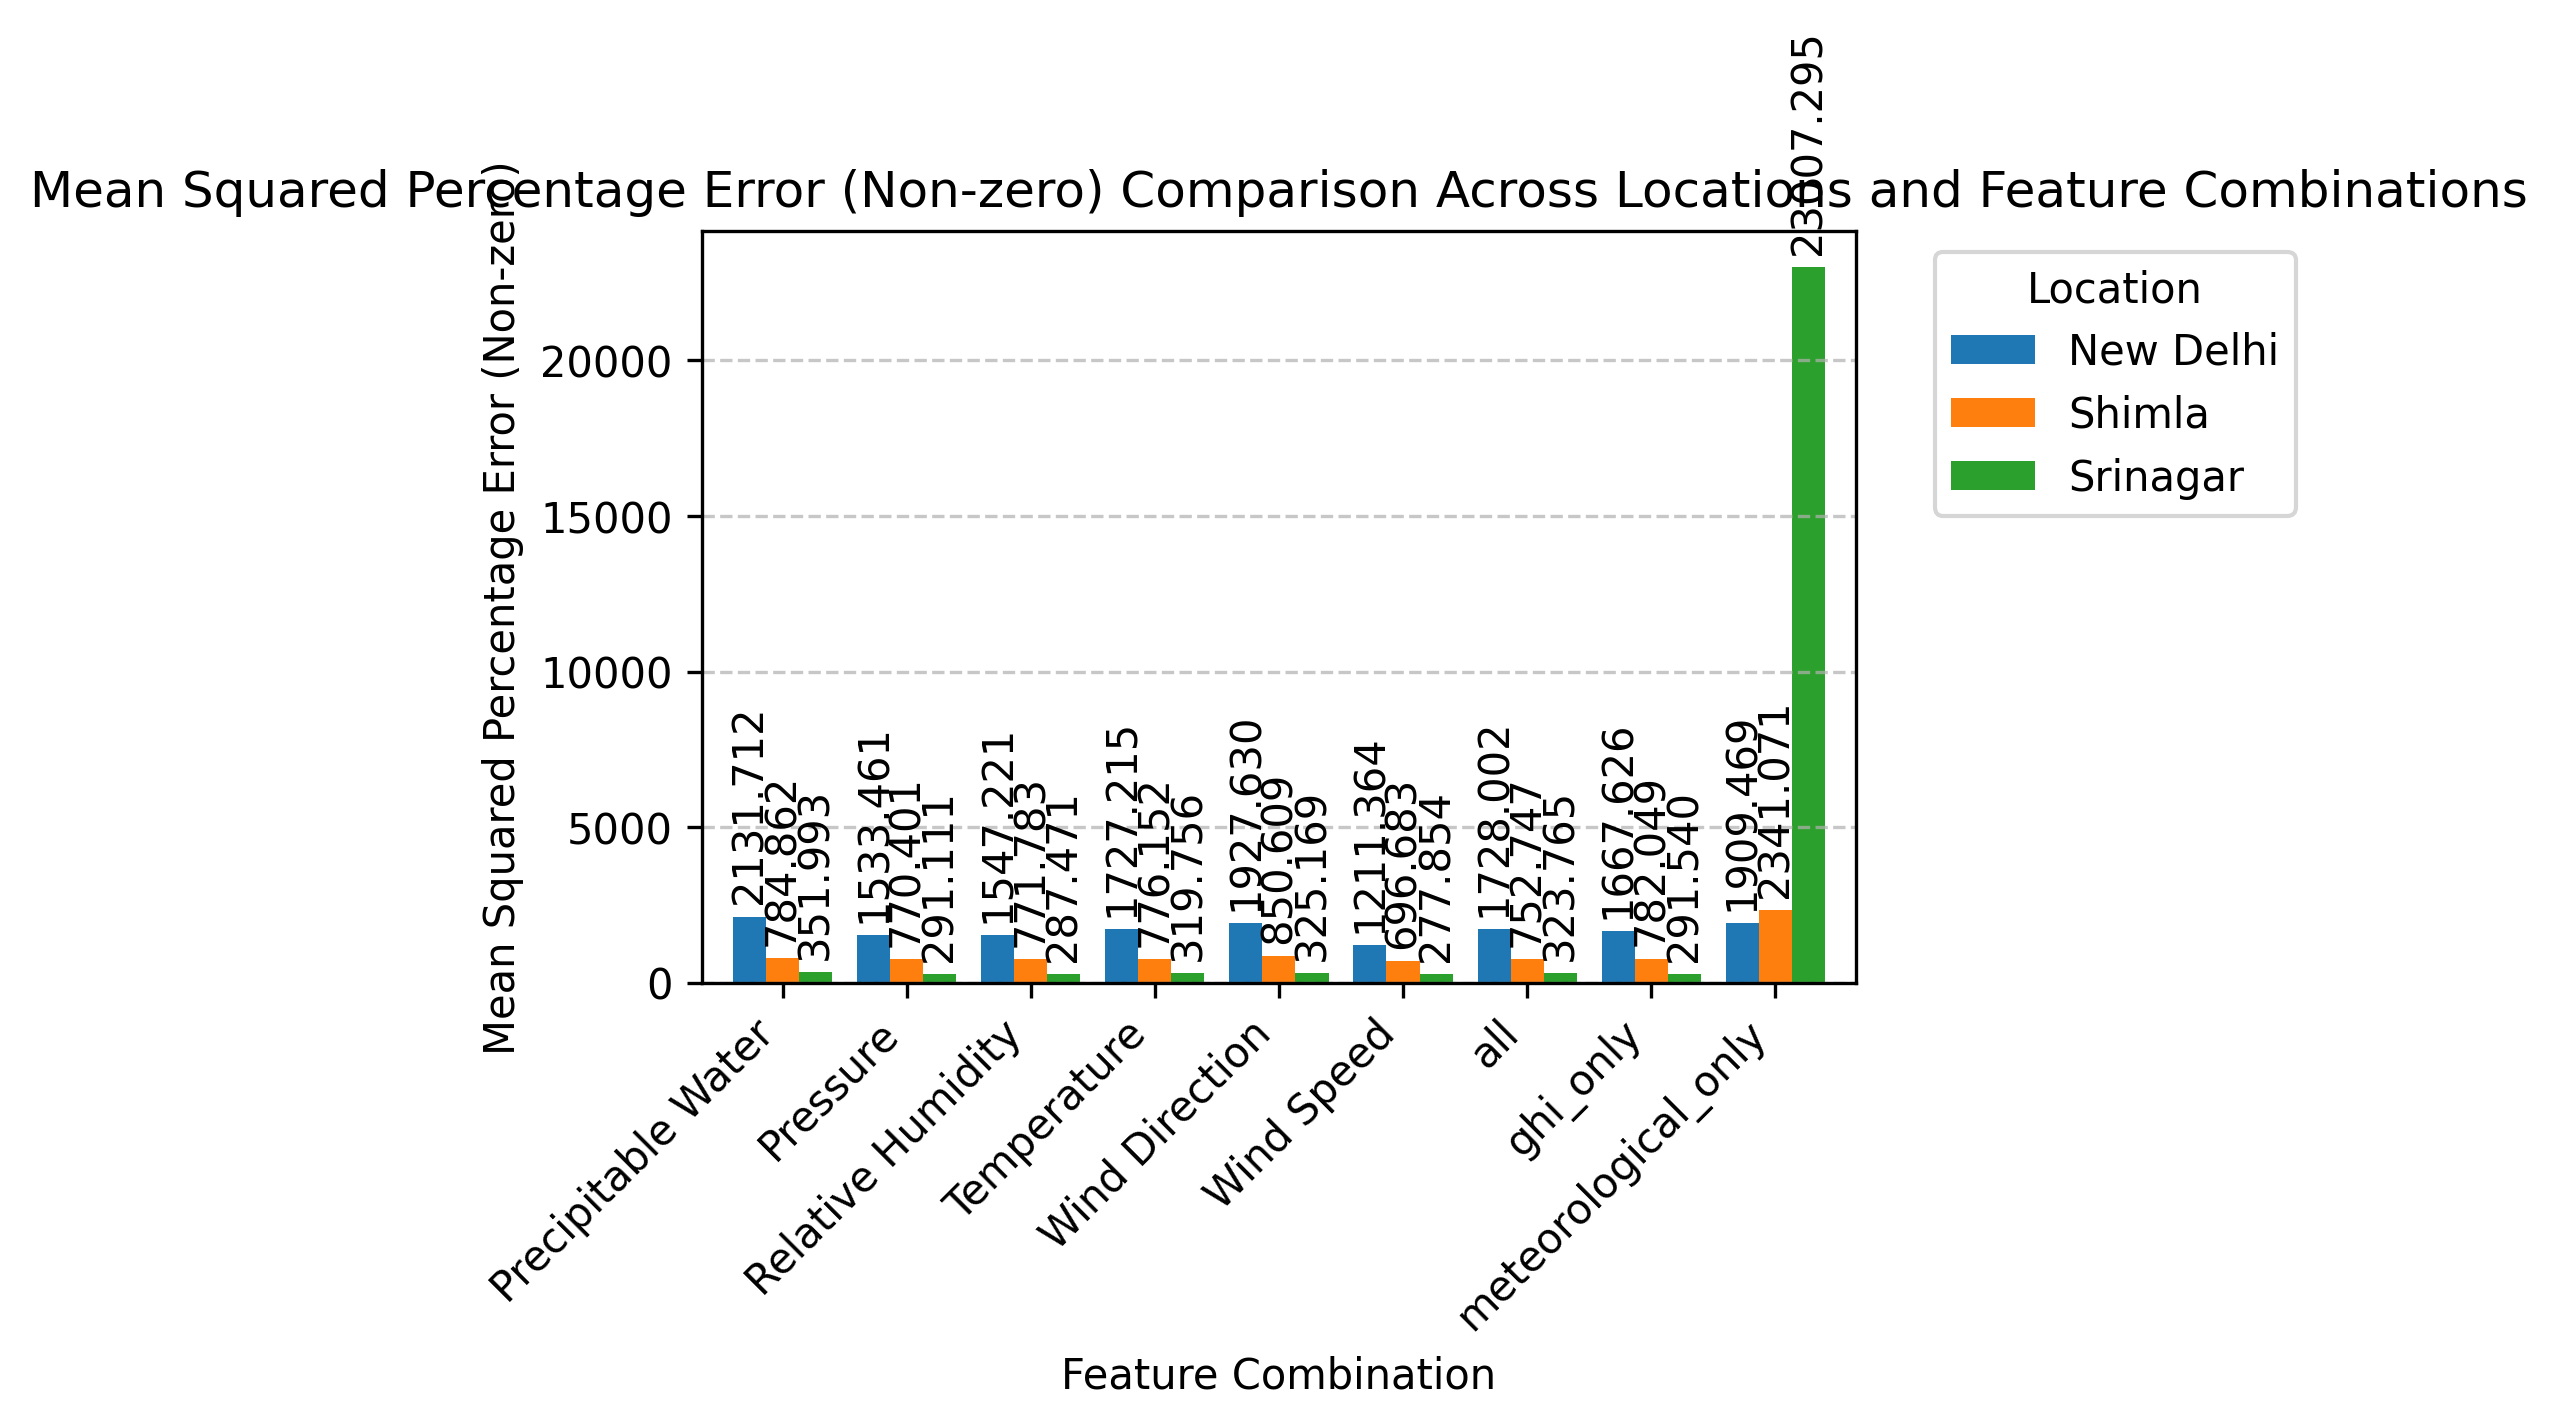 Mean Squared Percentage Error (Non-zero) Comparison Across Locations and Feature Combinations
Mean Squared Percentage Error (Non-zero)
20000
15000
10000
5000
0
2131.712
784.862
351.993
1533.461
770.401
291.111
1547.221
771.783
287.471
1727.215
776.152
319.756
1927.630
850.609
325.169
1211.364
696.683
277.854
1728.002
752.747
323.765
1667.626
782.049
291.540
1909.469
2341.071
23007.295
Precipitable Water
Pressure
Relative Humidity
Temperature
Wind Direction
Wind Speed
all
ghi_only
meteorological_only
Feature Combination
Location
New Delhi
Shimla
Srinagar